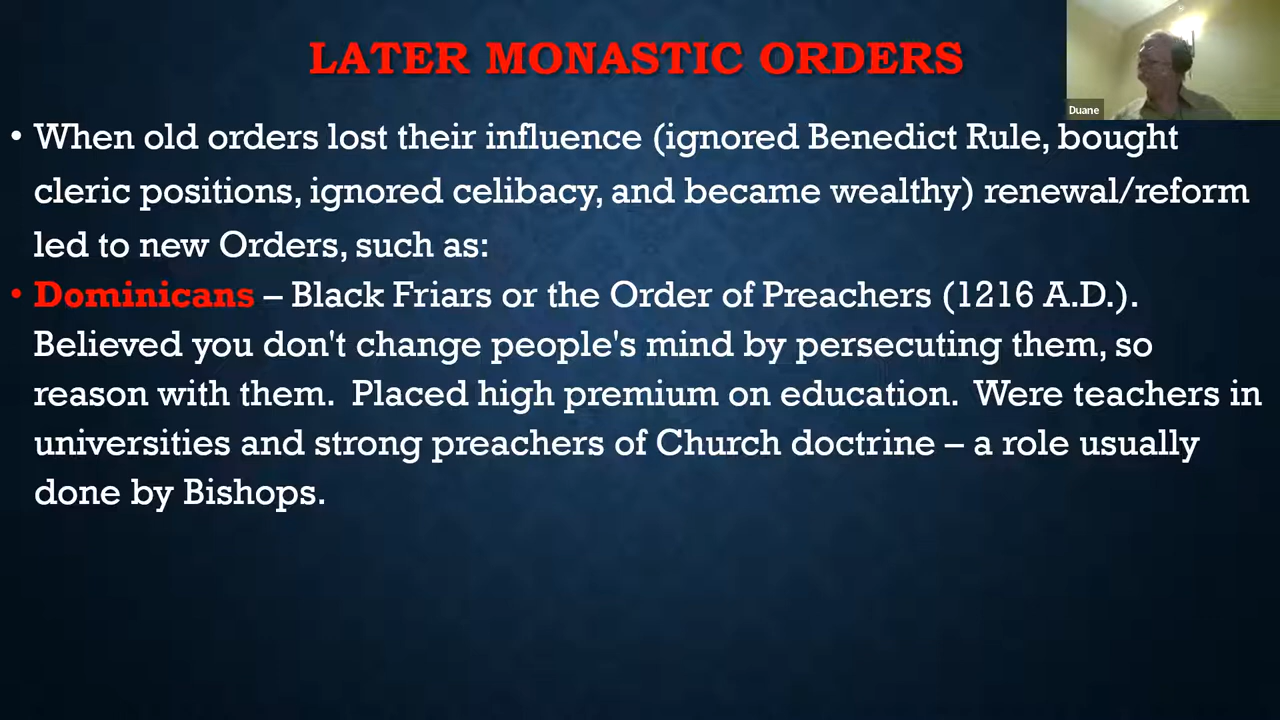 LATER MONASTIC ORDERS
Duane
• When old orders lost their influence (ignored Benedict Rule, bought
cleric positions, ignored celibacy, and became wealthy) renewal/reform
led to new Orders, such as:
• Dominicans – Black Friars or the Order of Preachers (1216 A.D.).
Believed you don't change people's mind by persecuting them, so
reason with them.  Placed high premium on education.  Were teachers in
universities and strong preachers of Church doctrine – a role usually
done by Bishops.